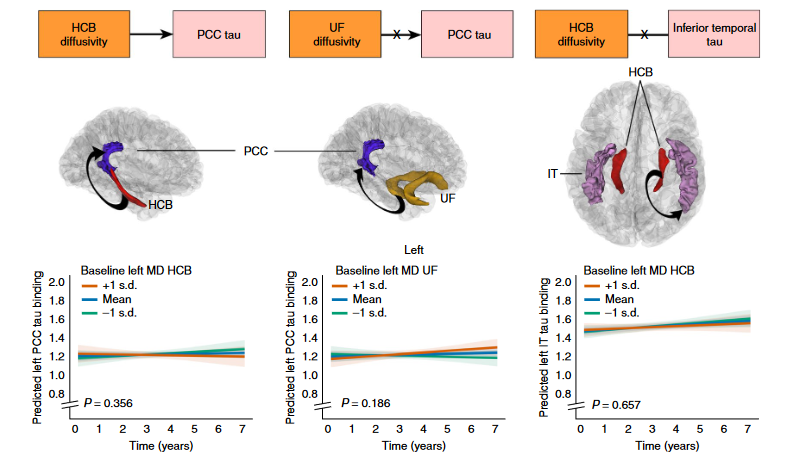 HCB
diffusivity
PCC tau
UF
diffusivity
X
PCC tau
HCB
diffusivity
X
Inferior temporal
tau
HCB
PCC
IT
HCB
UF
Left
Baseline left MD HCB
+1 s.d.
Mean
−1 s.d.
Predicted left PCC tau binding
2.0
1.8
1.6
1.4
1.2
1.0
0.8
P = 0.356
0 1 2 3 4 5 6 7
Time (years)
Baseline left MD UF
+1 s.d.
Mean
−1 s.d.
Predicted left PCC tau binding
2.0
1.8
1.6
1.4
1.2
1.0
0.8
P = 0.186
0 1 2 3 4 5 6 7
Time (years)
Baseline left MD HCB
+1 s.d.
Mean
−1 s.d.
Predicted left IT tau binding
2.0
1.8
1.6
1.4
1.2
1.0
0.8
P = 0.657
0 1 2 3 4 5 6 7
Time (years)